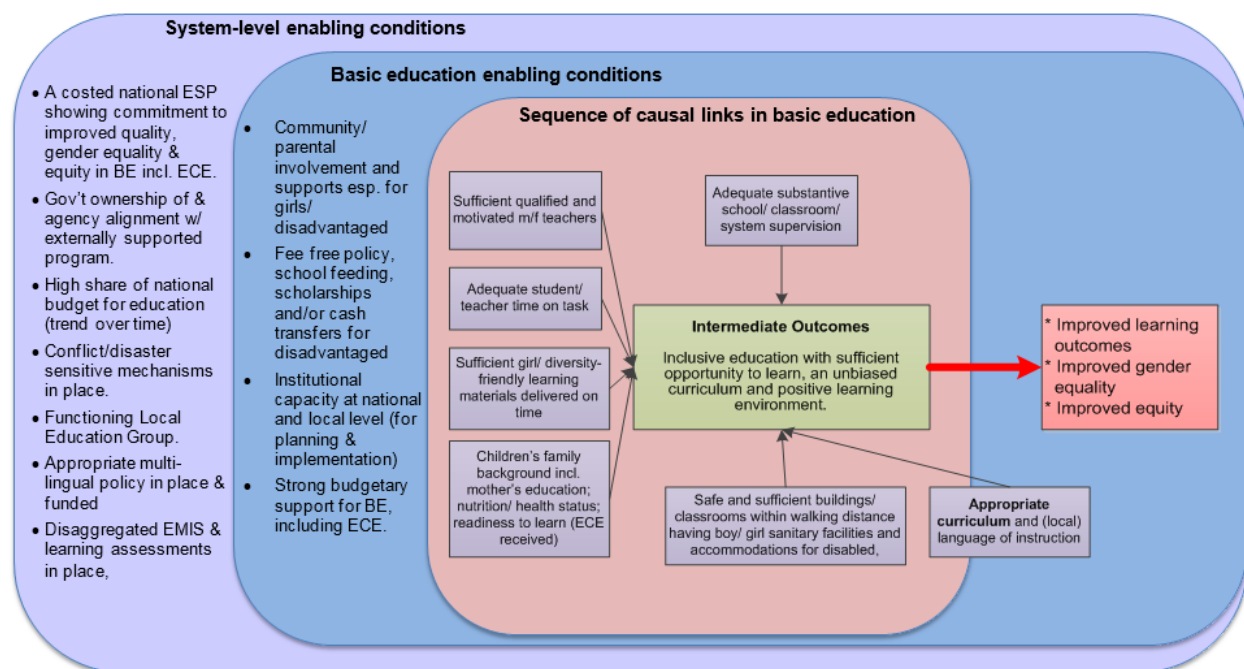 System-level enabling conditions
• A costed national ESP
showing commitment to
improved quality,
gender equality &
equity in BE incl. ECE.
• Gov't ownership of &
agency alignment w/
externally supported
program.
• High share of national
budget for education
(trend over time)
• Conflict/disaster
sensitive mechanisms in
place.
• Functioning Local
Education Group.
• Appropriate multi-
lingual policy in place &
funded
• Disaggregated EMIS &
learning assessments
in place,
Basic education enabling conditions
• Community/
parental
involvement and
supports esp. for
girls/
disadvantaged
• Fee free policy,
school feeding,
scholarships
and/or cash
transfers for
disadvantaged
• Institutional
capacity at national
and local level (for
planning &
implementation)
• Strong budgetary
support for BE,
including ECE.
Sequence of causal links in basic education
Sufficient qualified and
motivated m/f teachers
Adequate student/
teacher time on task
Sufficient girl/ diversity-
friendly learning
materials delivered on
time
Children's family
background incl.
mother's education;
nutrition/ health status;
readiness to learn (ECE
received)
Adequate substantive
school/ classroom/
system supervision
Intermediate Outcomes
Inclusive education with sufficient
opportunity to learn, an unbiased
curriculum and positive learning
environment.
Safe and sufficient buildings/
classrooms within walking distance
having boy/ girl sanitary facilities and
accommodations for disabled,
Appropriate
curriculum and (local)
language of instruction
* Improved learning
outcomes
* Improved gender
equality
* Improved equity